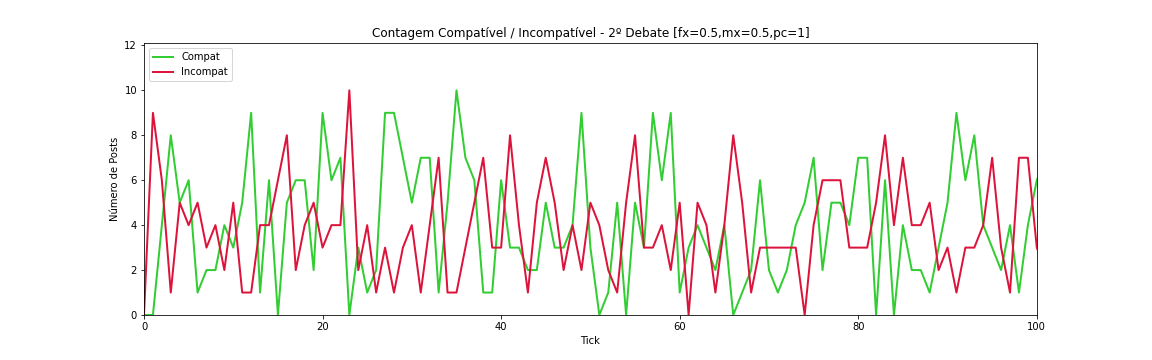 Contagem Compatível / Incompatível - 2º Debate [fx=0.5,mx=0.5,pc=1]
12
10
8
6
4
2
0
Número de Posts
Compat
Incompat
0 20 40 60 80 100
Tick